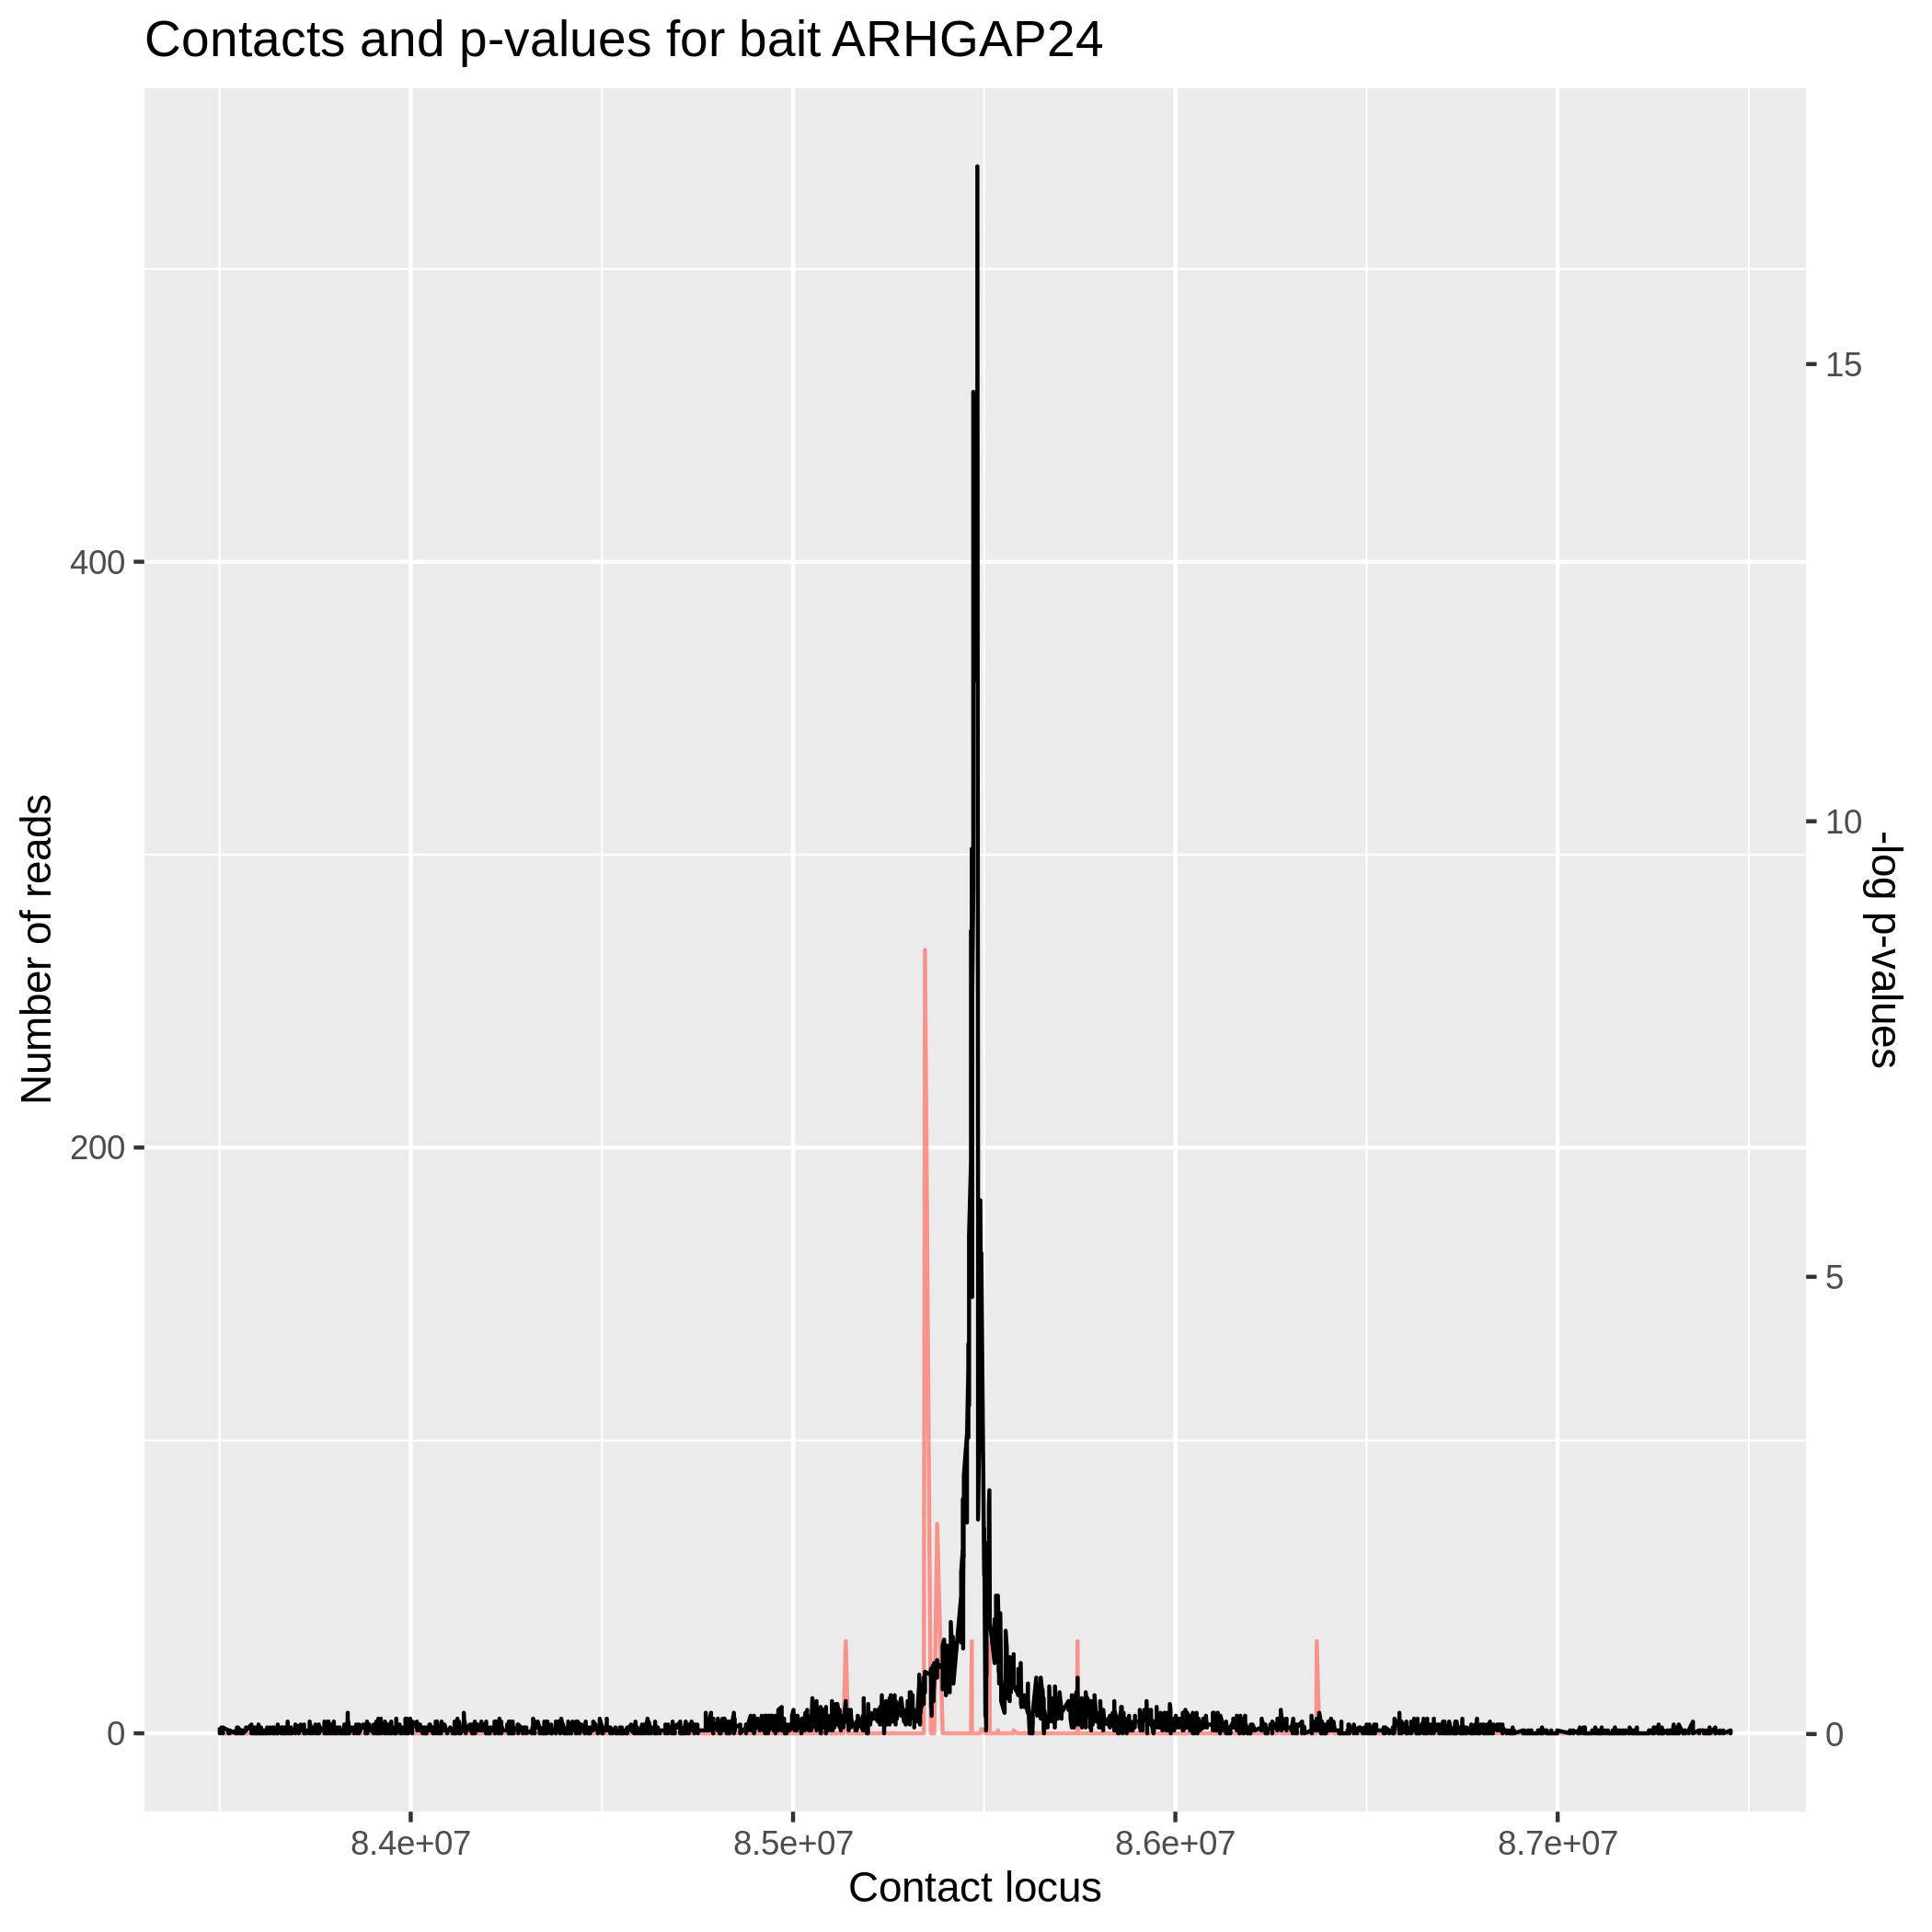 Contacts and p-values for bait ARHGAP24
Number of reads
400
200
0
15
10
5
0
-log p-values
8.4e+07
8.5e+07
8.6e+07
8.7e+07
Contact locus